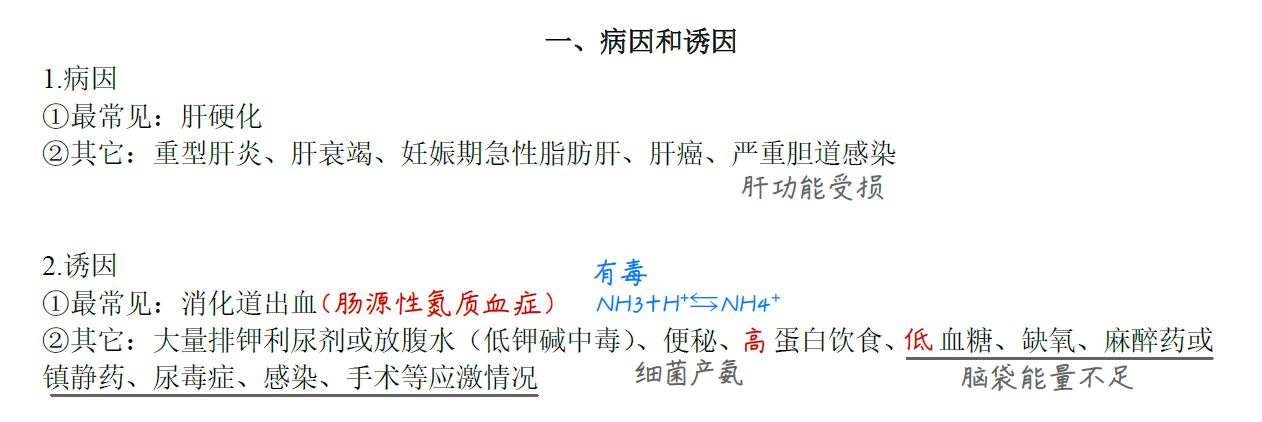 一、病因和诱因
1.病因
①最常见：肝硬化
②其它：重型肝炎、肝衰竭、妊娠期急性脂肪肝、肝癌、严重胆道感染
肝功能受损
2.诱因
有毒
①最常见：消化道出血（肠源性氮质血症） NH3+H⁺⇆NH4⁺
②其它：大量排钾利尿剂或放腹水（低钾碱中毒）、便秘、高蛋白饮食、低血糖、缺氧、麻醉药或
镇静药、尿毒症、感染、手术等应激情况 细菌产氨 脑袋能量不足